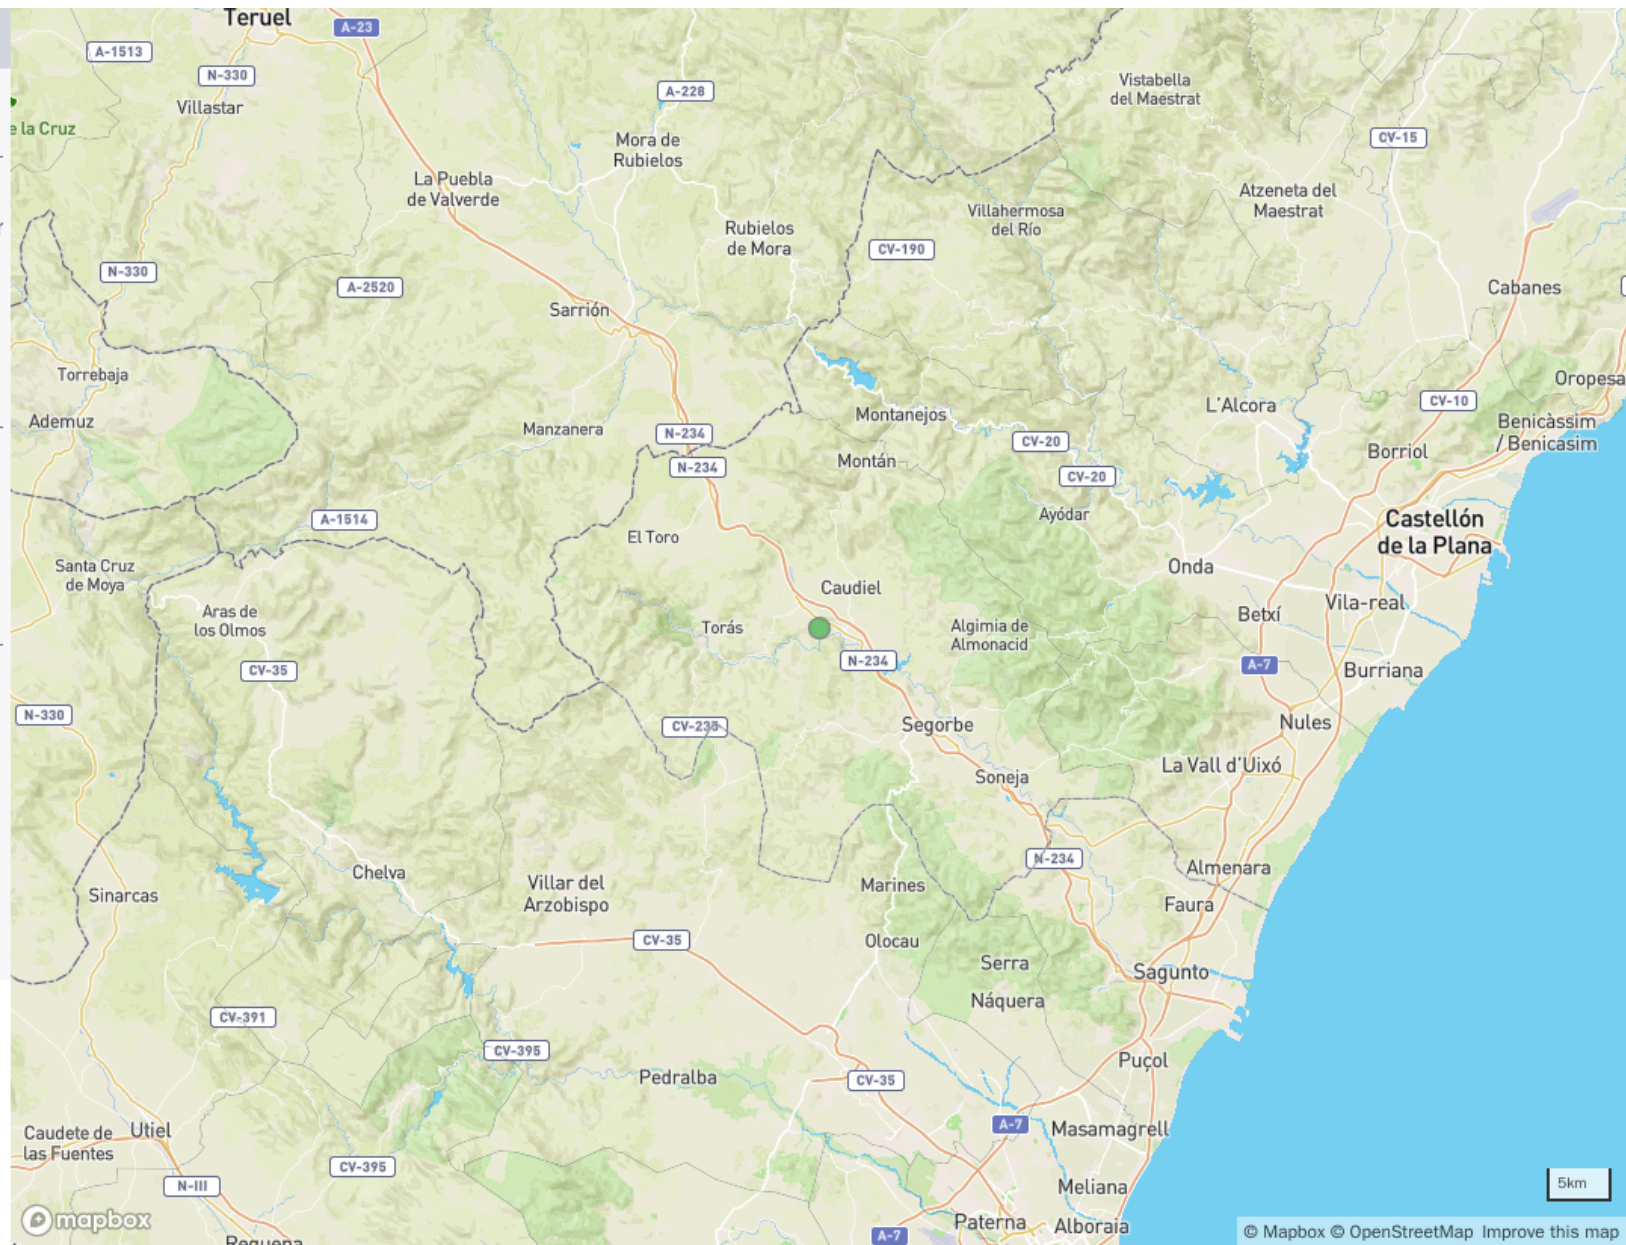 Teruel
A-23
A-1513
N-330
Villastar
e la Cruz
A-228
Vistabella
del Maestrat
CV-15
Mora de
Rubielos
La Puebla
de Valverde
Atzeneta del
Maestrat
Villahermosa
del Río
Rubielos
de Mora
CV-190
N-330
A-2520
Cabanes
Sarrión
Torrebaja
Oropesa
CV-10
L'Alcora
Montanejos
Ademuz
Benicàssim
/ Benicasim
Manzanera
N-234
CV-20
Borriol
Montán
N-234
CV-20
Ayódar
A-1514
Castellón
de la Plana
El Toro
Santa Cruz
de Moya
Onda
Caudiel
Vila-real
Aras de
los Olmos
Betxí
Torás
Algimia de
Almonacid
N-234
A-7
CV-35
Burriana
N-330
CV-235
Segorbe
Nules
La Vall d'Uixó
Soneja
N-234
Chelva
Almenara
Villar del
Arzobispo
Marines
Sinarcas
Faura
CV-35
Olocau
Serra
Sagunto
Náquera
CV-391
CV-395
Puçol
Pedralba
CV-35
A-7
Masamagrell
Utiel
Caudete de
las Fuentes
CV-395
N-III
Meliana
5km
mapbox
Paterna
Alboraia
A-7
Requena
© Mapbox © OpenStreetMap Improve this map